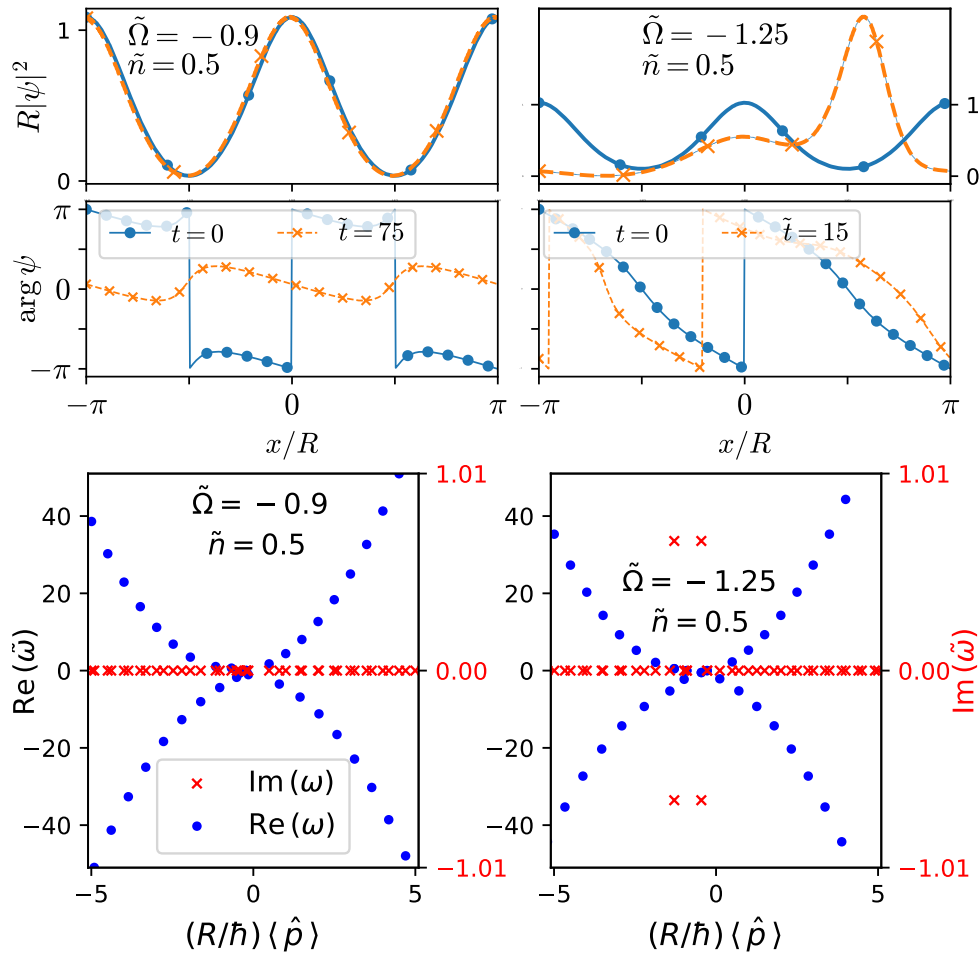 Ω̃ = −0.9
ñ = 0.5
1
0
R|ψ|²
Ω̃ = −1.25
ñ = 0.5
1
0
π
0
−π
arg ψ
t = 0
t̃ = 75
t = 0
t̃ = 15
−π
0
π
x/R
−π
0
π
x/R
Ω̃ = −0.9
ñ = 0.5
40
20
0
−20
−40
Re(ω̃)
1.01
0.00
−1.01
Im (ω)
Re (ω)
−5
0
5
(R/ħ)⟨ p̂ ⟩
Ω̃ = −1.25
ñ = 0.5
40
20
0
−20
−40
1.01
0.00
−1.01
Im(ω̃)
−5
0
5
(R/ħ)⟨ p̂ ⟩